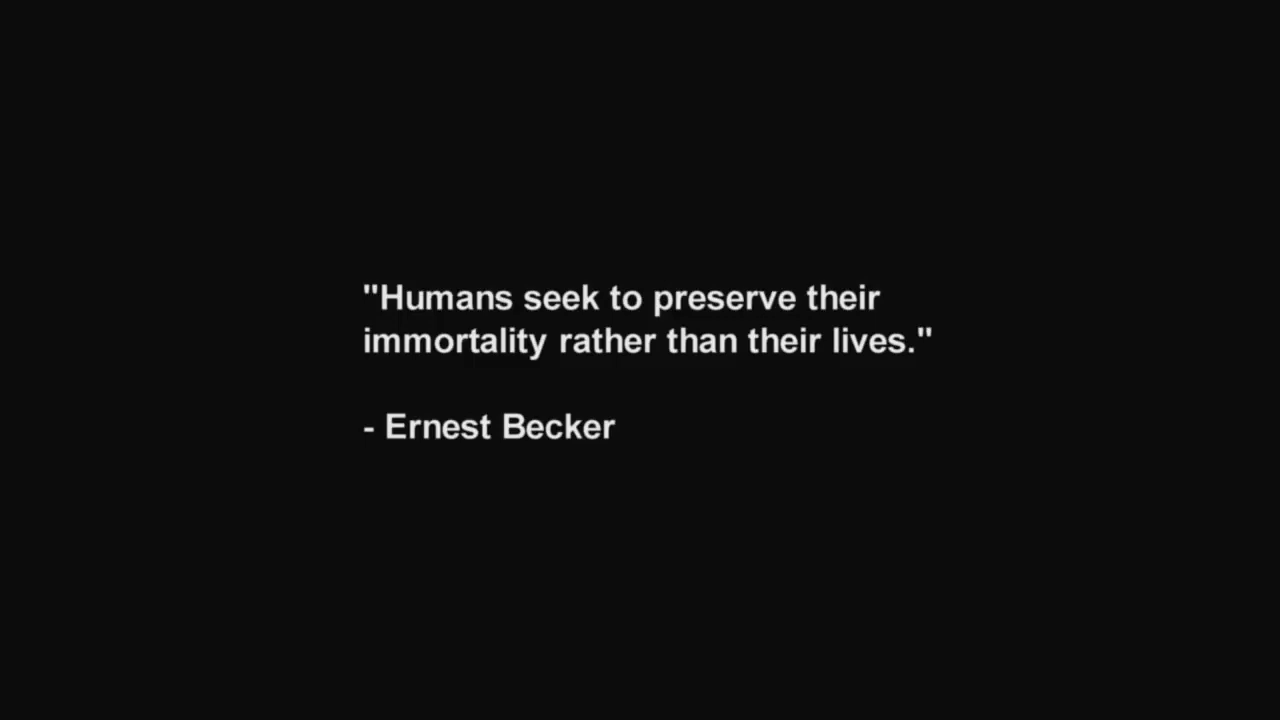 "Humans seek to preserve their
immortality rather than their lives."
- Ernest Becker